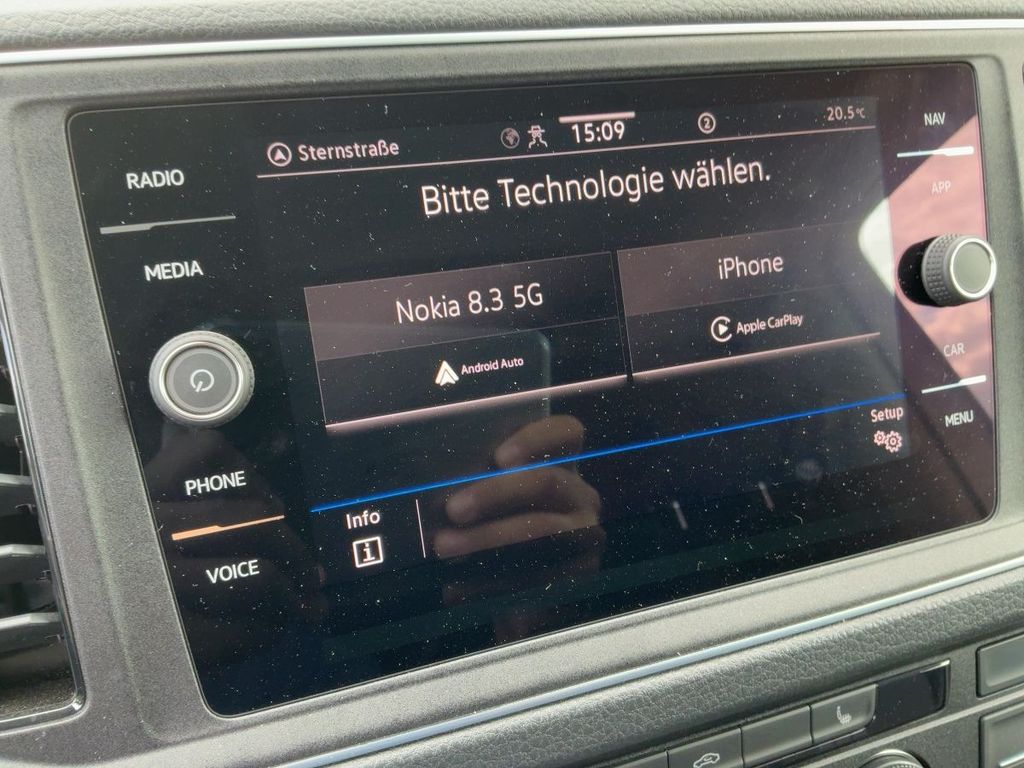 Sternstraße
15:09
2
20.5°C
Bitte Technologie wählen.
Nokia 8.3 5G
Android Auto
iPhone
Apple CarPlay
Setup
Info
i
RADIO
MEDIA
PHONE
VOICE
NAV
APP
CAR
MENU